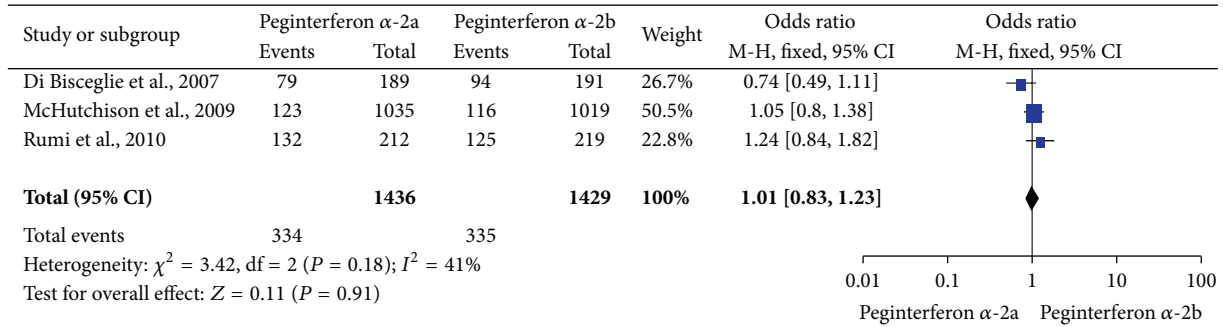 Study or subgroup Peginterferon α-2a Peginterferon α-2b Weight Odds ratio Odds ratio
Events Total Events Total M-H, fixed, 95% CI M-H, fixed, 95% CI
Di Bisceglie et al., 2007 79 189 94 191 26.7% 0.74 [0.49, 1.11]
McHutchison et al., 2009 123 1035 116 1019 50.5% 1.05 [0.8, 1.38]
Rumi et al., 2010 132 212 125 219 22.8% 1.24 [0.84, 1.82]
Total (95% CI) 1436 1429 100% 1.01 [0.83, 1.23]
Total events 334 335
Heterogeneity: χ² = 3.42, df = 2 (P = 0.18); I² = 41%
Test for overall effect: Z = 0.11 (P = 0.91)
0.01 0.1 1 10 100
Peginterferon α-2a Peginterferon α-2b